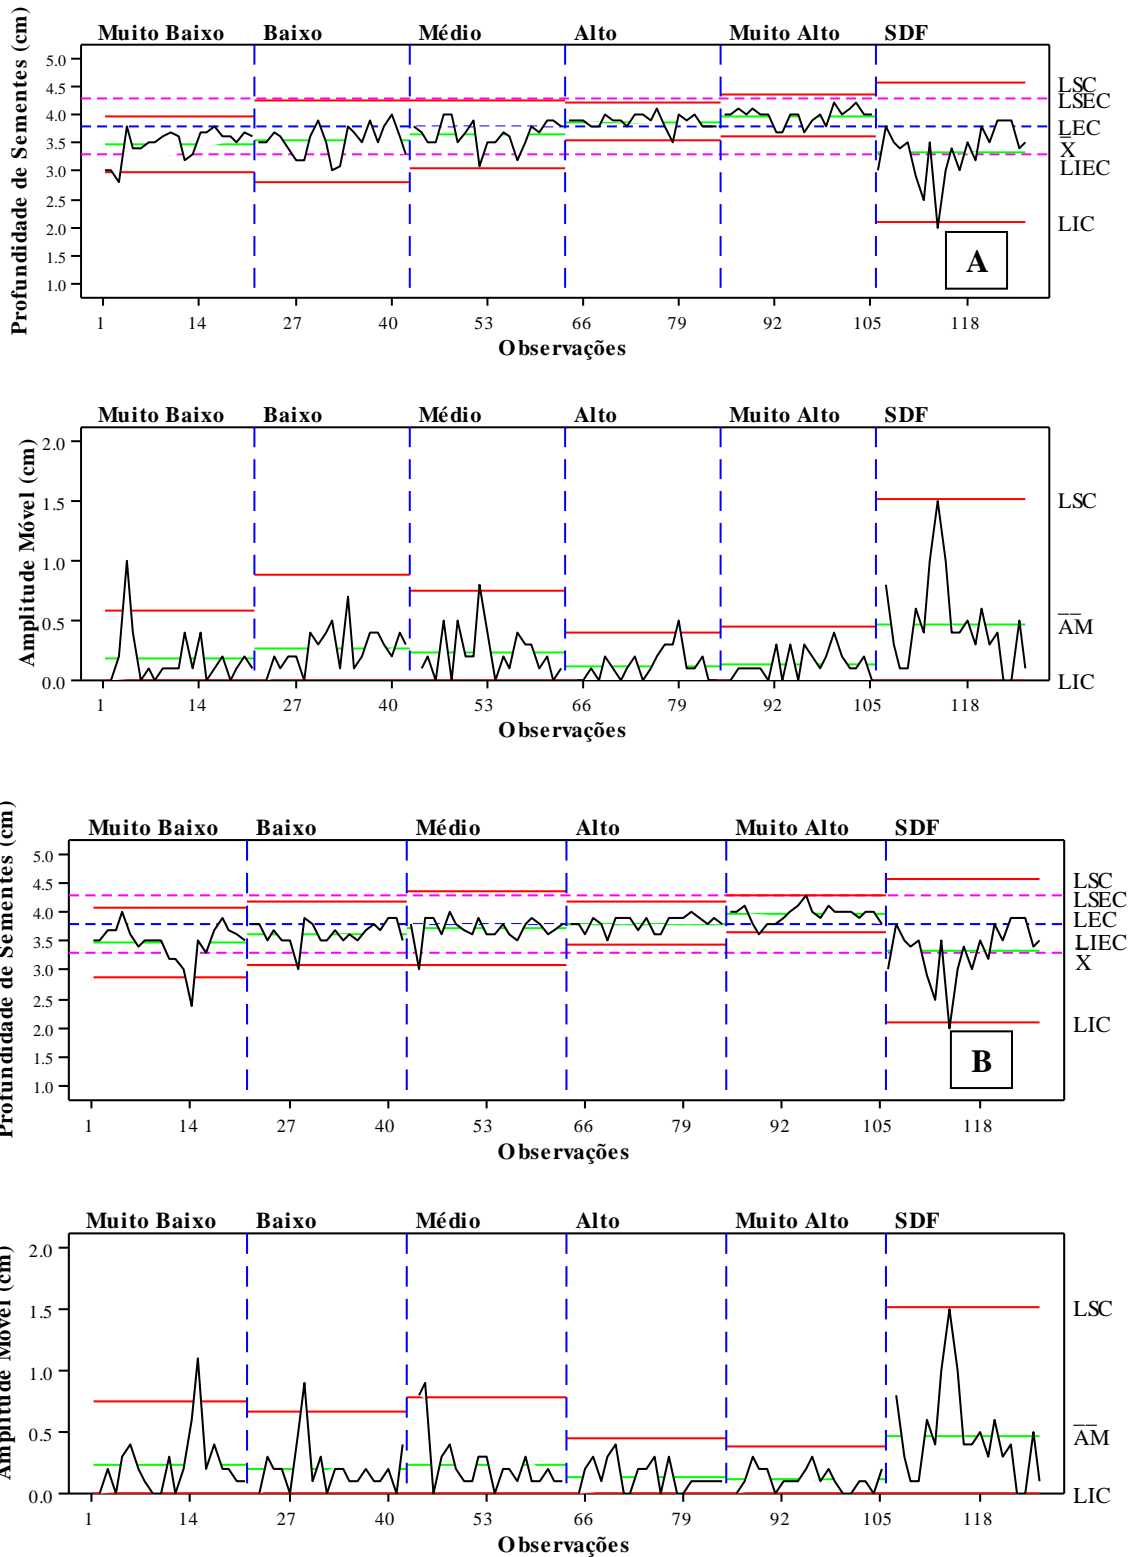 Muito Baixo Baixo Médio Alto Muito Alto SDF
Profundidade de Sementes (cm)
5.0
4.5
4.0
3.5
3.0
2.5
2.0
1.5
1.0
LSC
LSEC
LEC
X̅
LIEC
LIC
A
1 14 27 40 53 66 79 92 105 118
Observações
Muito Baixo Baixo Médio Alto Muito Alto SDF
Amplitude Móvel (cm)
2.0
1.5
1.0
0.5
0.0
LSC
A̅M̅
LIC
1 14 27 40 53 66 79 92 105 118
Observações
Muito Baixo Baixo Médio Alto Muito Alto SDF
Profundidade de Sementes (cm)
5.0
4.5
4.0
3.5
3.0
2.5
2.0
1.5
1.0
LSC
LSEC
LEC
LIEC
X̅
LIC
B
1 14 27 40 53 66 79 92 105 118
Observações
Muito Baixo Baixo Médio Alto Muito Alto SDF
Amplitude Móvel (cm)
2.0
1.5
1.0
0.5
0.0
LSC
A̅M̅
LIC
1 14 27 40 53 66 79 92 105 118
Observações